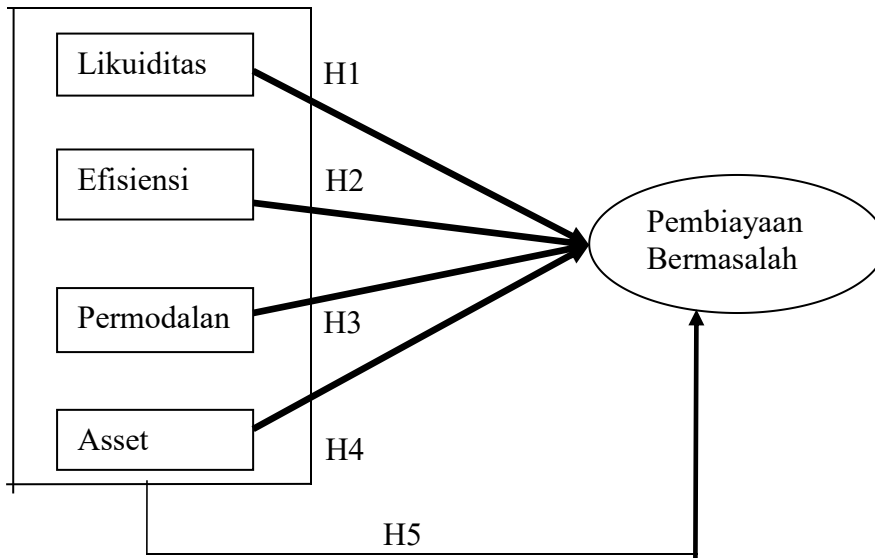 Likuiditas
H1
Efisiensi
H2
Pembiayaan
Bermasalah
Permodalan
H3
Asset
H4
H5